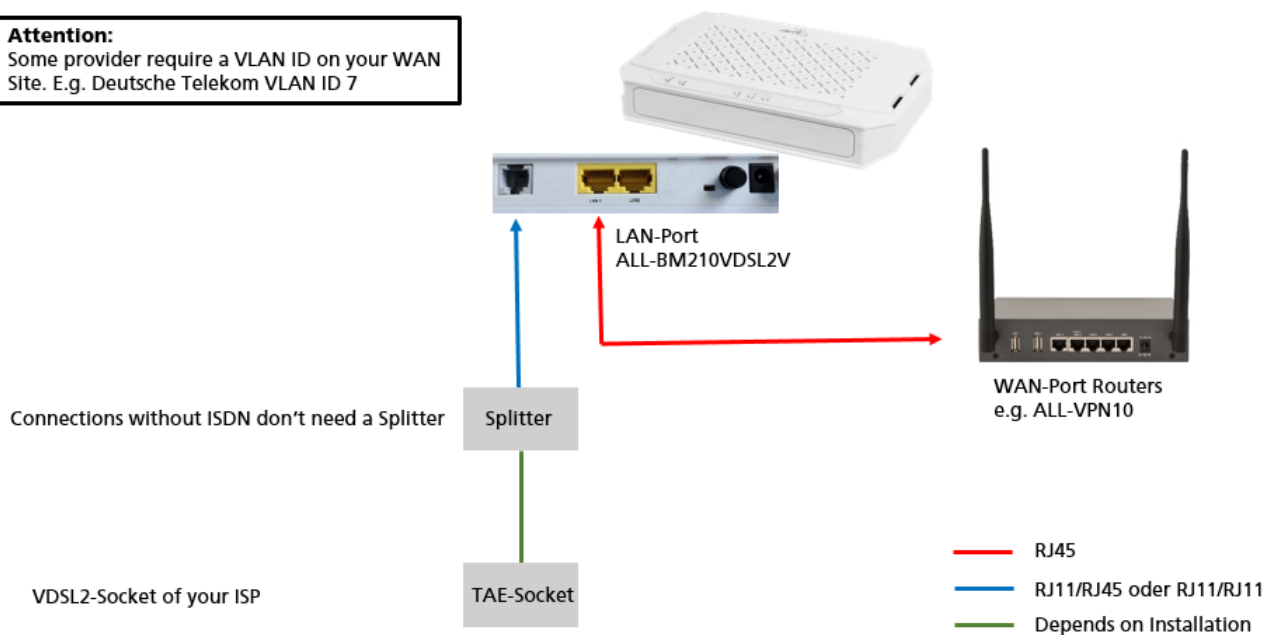 Attention:
Some provider require a VLAN ID on your WAN
Site. E.g. Deutsche Telekom VLAN ID 7
LAN 1
LAN-Port
ALL-BM210VDSL2V
WAN-Port Routers
e.g. ALL-VPN10
Connections without ISDN don't need a Splitter
Splitter
VDSL2-Socket of your ISP
TAE-Socket
RJ45
RJ11/RJ45 oder RJ11/RJ11
Depends on Installation